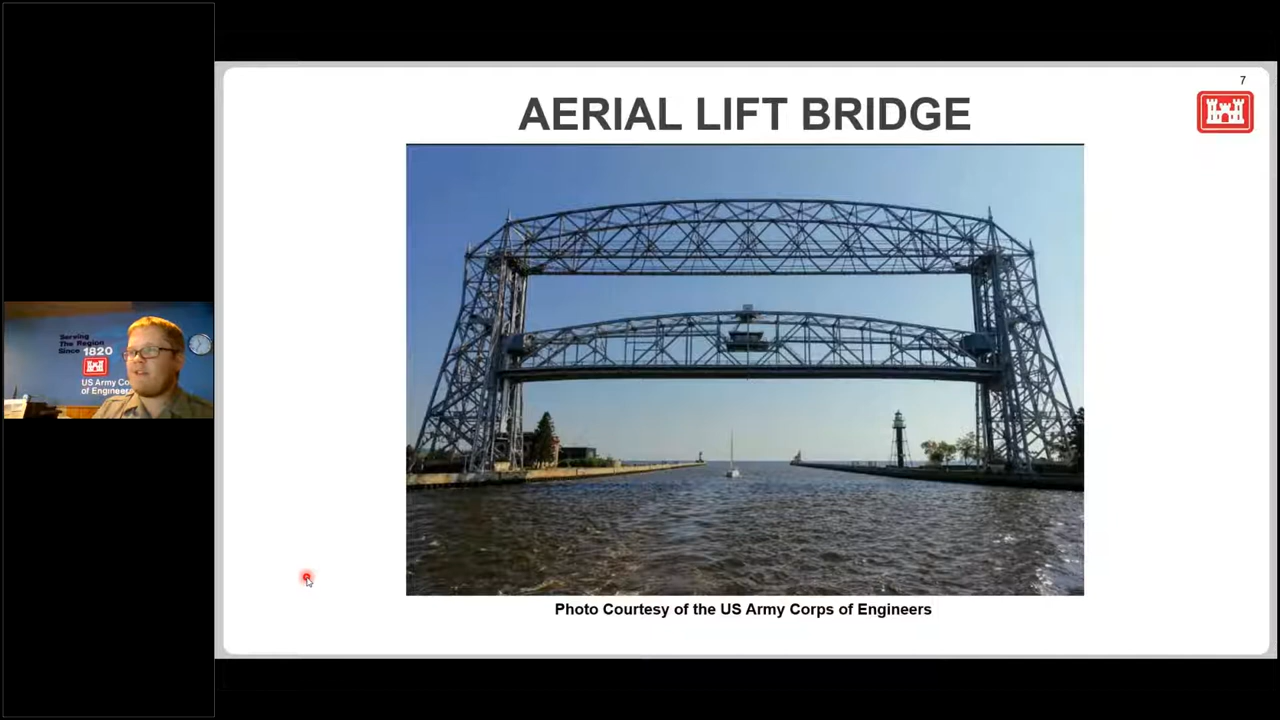 7
AERIAL LIFT BRIDGE
Serving
The Region
Since 1820
US Army Co
of Engineers
Photo Courtesy of the US Army Corps of Engineers